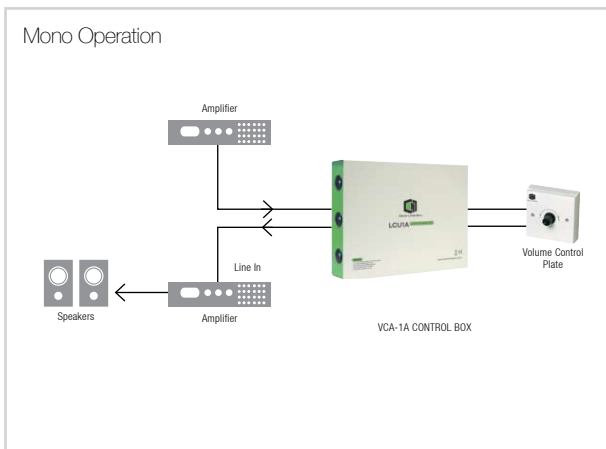 Mono Operation
Amplifier
LCU1A
Volume Control
Plate
Line In
Speakers
Amplifier
VCA-1A CONTROL BOX